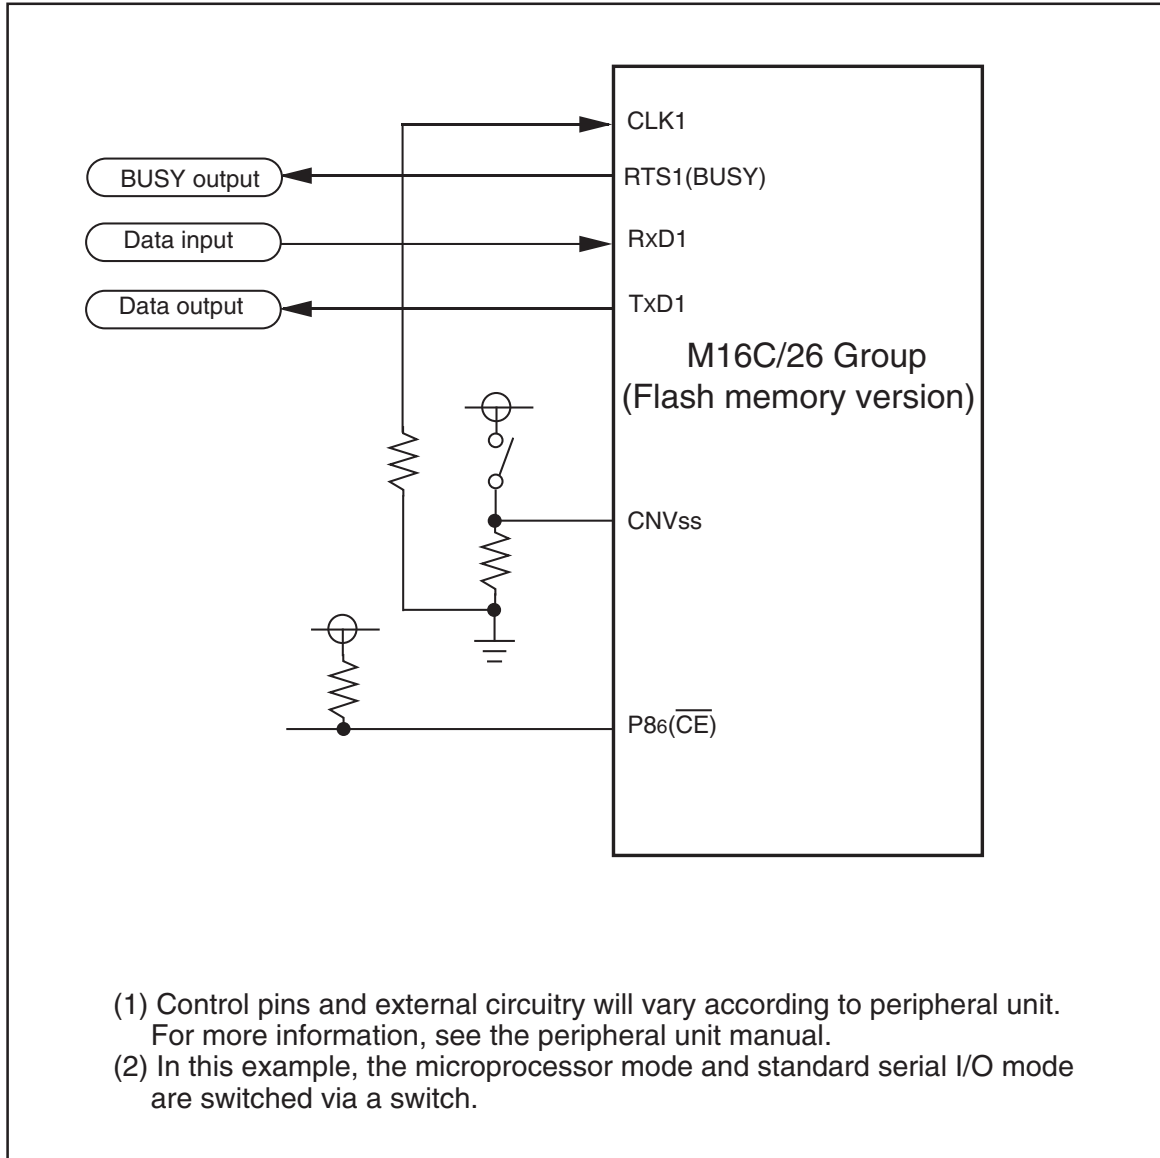 CLK1
BUSY output
RTS1(BUSY)
Data input
RxD1
Data output
TxD1
M16C/26 Group
(Flash memory version)
CNVss
P86(CE)
(1) Control pins and external circuitry will vary according to peripheral unit.
For more information, see the peripheral unit manual.
(2) In this example, the microprocessor mode and standard serial I/O mode
are switched via a switch.